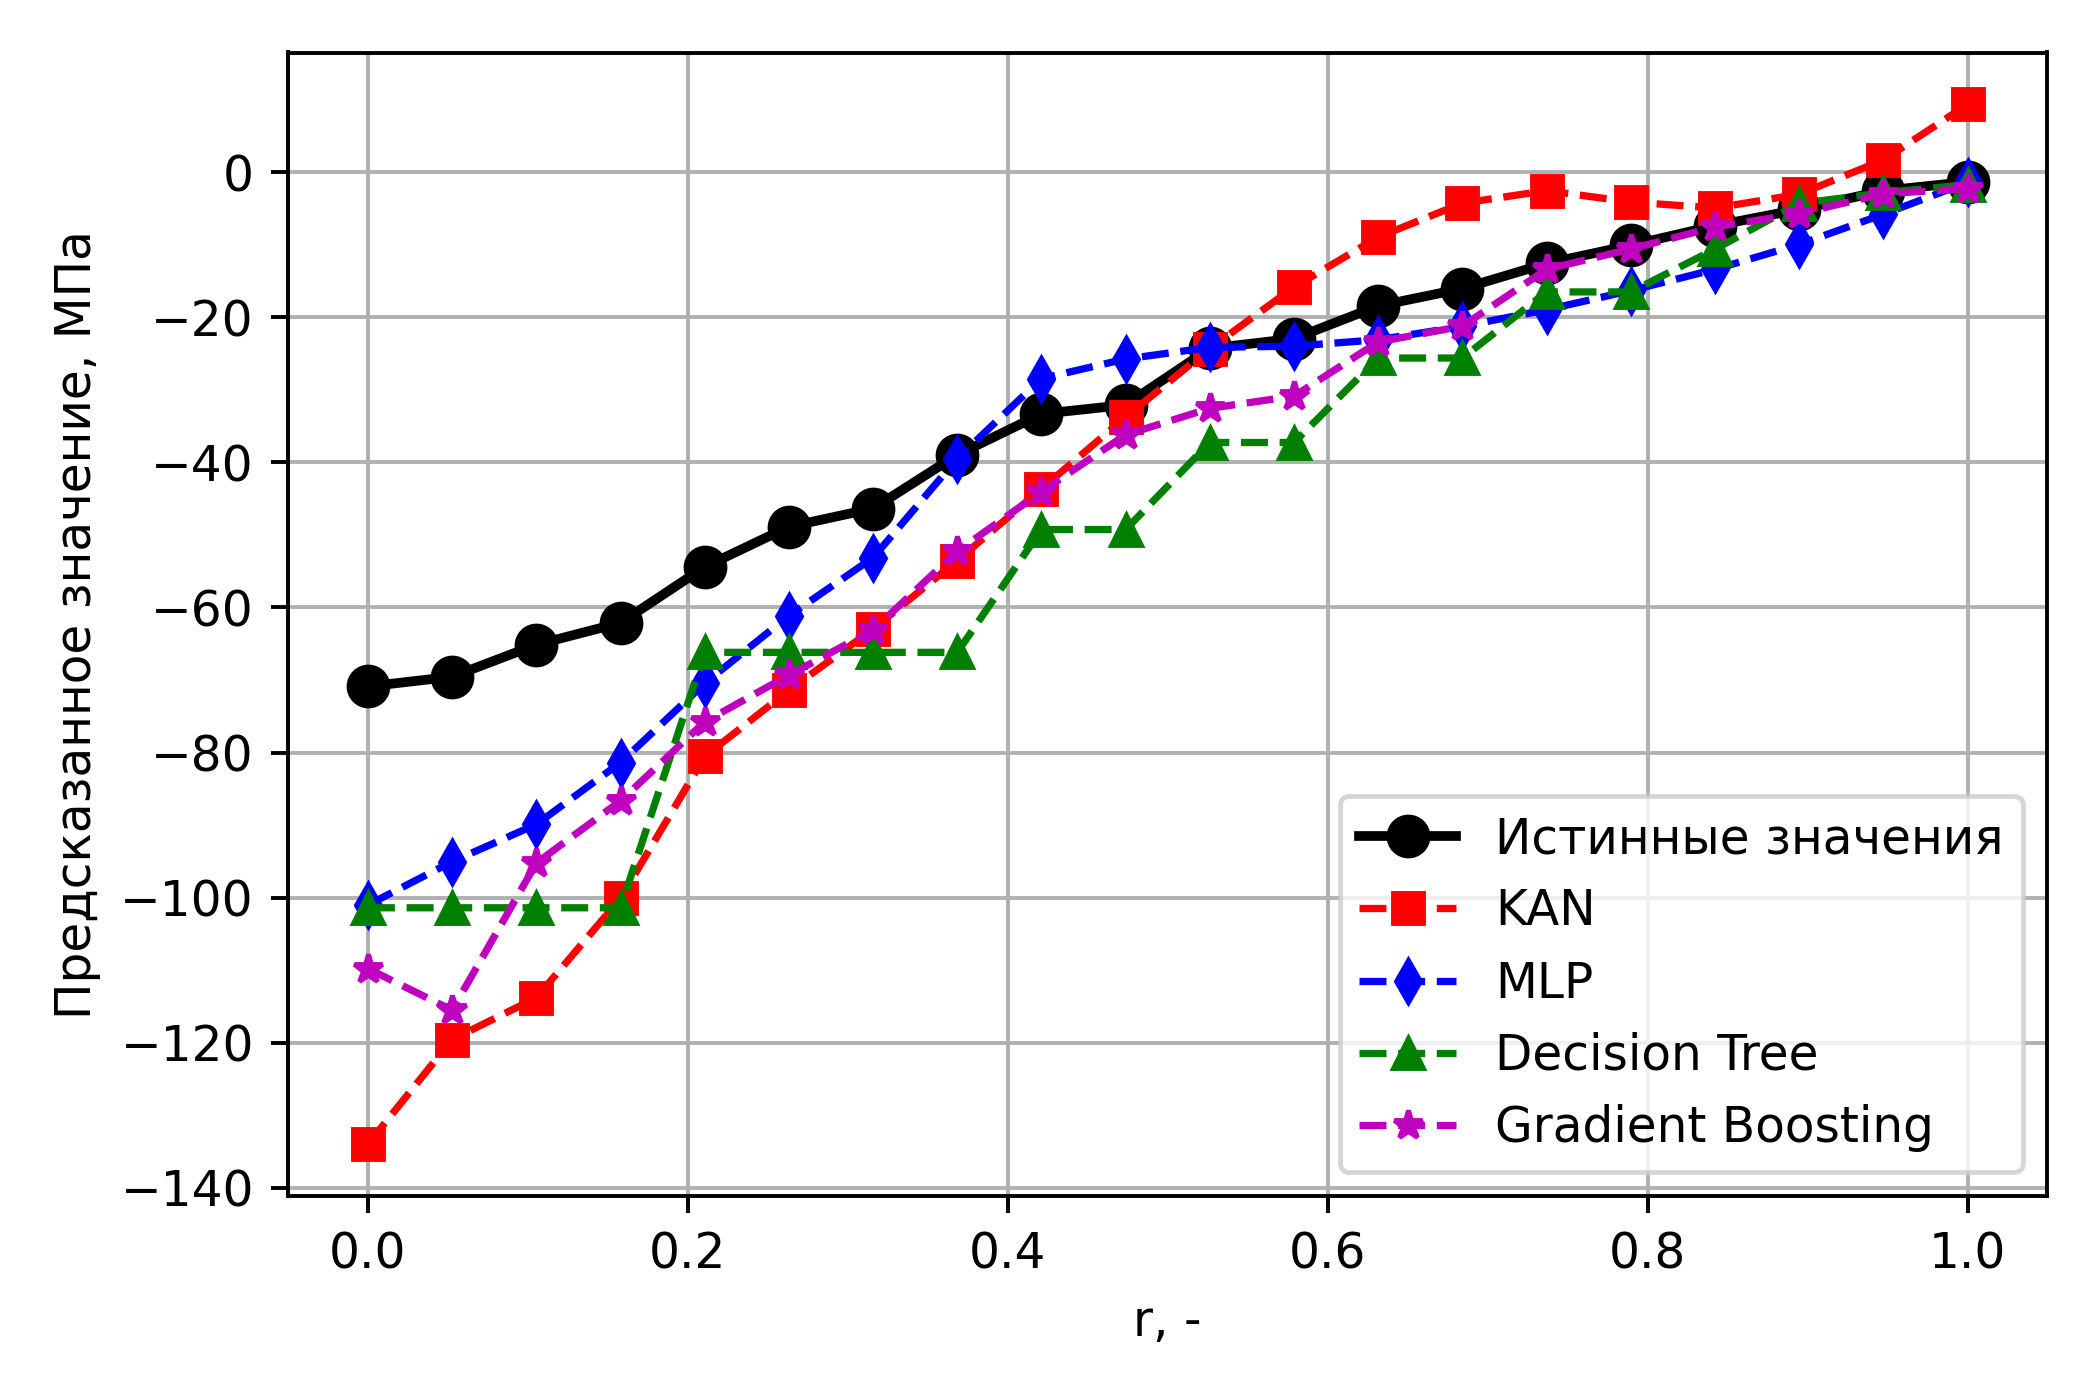 Предсказанное значение, МПа
0
−20
−40
−60
−80
−100
−120
−140
0.0 0.2 0.4 0.6 0.8 1.0
r, -
Истинные значения
KAN
MLP
Decision Tree
Gradient Boosting